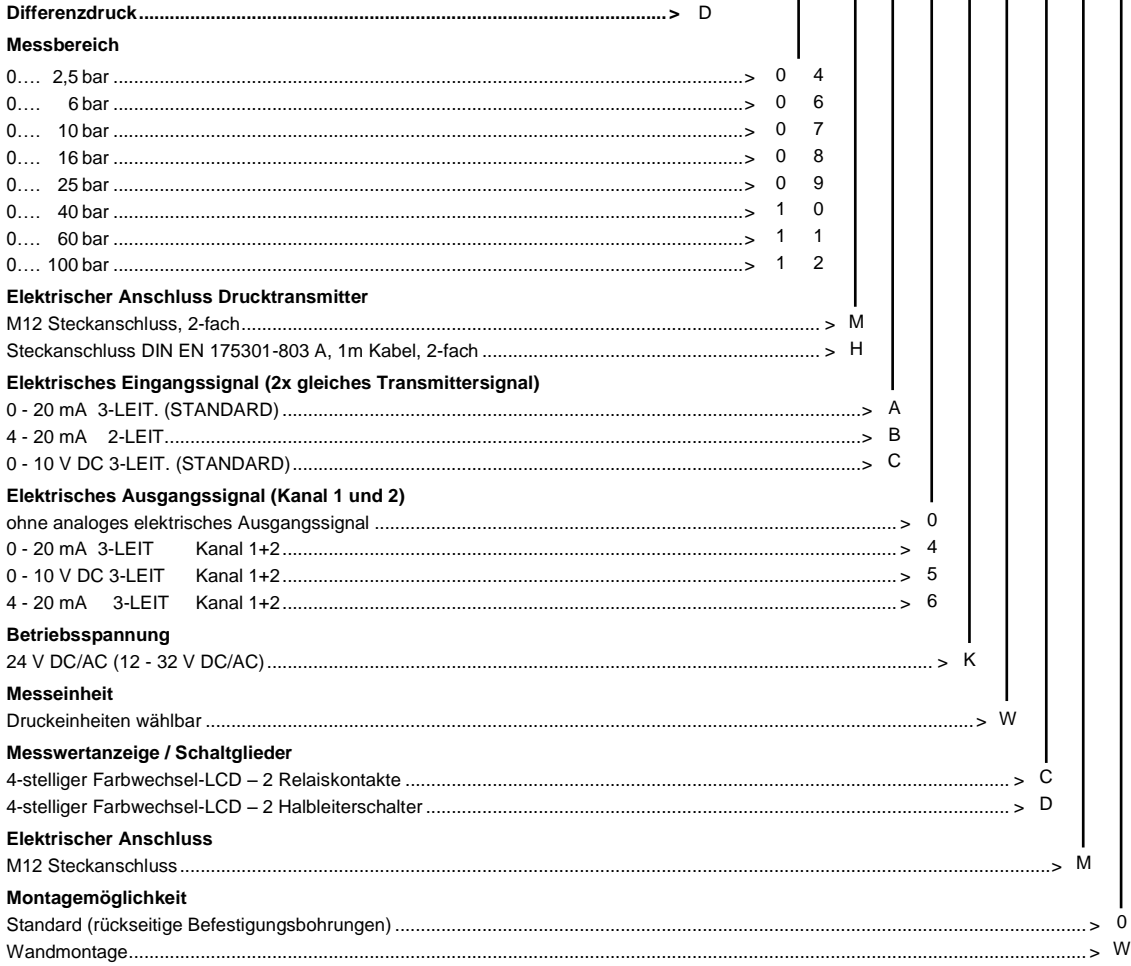 Differenzdruck....................> D
Messbereich
0.... 2,5 bar ....................> 0 4
0.... 6 bar ....................> 0 6
0.... 10 bar ....................> 0 7
0.... 16 bar ....................> 0 8
0.... 25 bar ....................> 0 9
0.... 40 bar ....................> 1 0
0.... 60 bar ....................> 1 1
0.... 100 bar ....................> 1 2
Elektrischer Anschluss Drucktransmitter
M12 Steckanschluss, 2-fach....................> M
Steckanschluss DIN EN 175301-803 A, 1m Kabel, 2-fach ....................> H
Elektrisches Eingangssignal (2x gleiches Transmittersignal)
0 - 20 mA 3-LEIT. (STANDARD) ....................> A
4 - 20 mA 2-LEIT....................> B
0 - 10 V DC 3-LEIT. (STANDARD)....................> C
Elektrisches Ausgangssignal (Kanal 1 und 2)
ohne analoges elektrisches Ausgangssignal ....................> 0
0 - 20 mA 3-LEIT Kanal 1+2....................> 4
0 - 10 V DC 3-LEIT Kanal 1+2....................> 5
4 - 20 mA 3-LEIT Kanal 1+2....................> 6
Betriebsspannung
24 V DC/AC (12 - 32 V DC/AC)....................> K
Messeinheit
Druckeinheiten wählbar ....................> W
Messwertanzeige / Schaltglieder
4-stelliger Farbwechsel-LCD – 2 Relaiskontakte ....................> C
4-stelliger Farbwechsel-LCD – 2 Halbleiterschalter ....................> D
Elektrischer Anschluss
M12 Steckanschluss....................> M
Montagemöglichkeit
Standard (rückseitige Befestigungsbohrungen) ....................> 0
Wandmontage....................> W